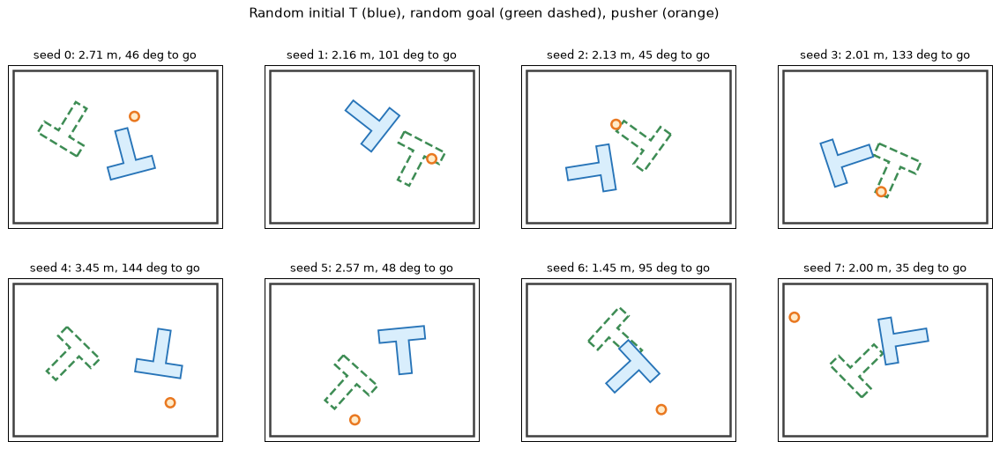 Random initial T (blue), random goal (green dashed), pusher (orange)
seed 0: 2.71 m, 46 deg to go
seed 1: 2.16 m, 101 deg to go
seed 2: 2.13 m, 45 deg to go
seed 3: 2.01 m, 133 deg to go
seed 4: 3.45 m, 144 deg to go
seed 5: 2.57 m, 48 deg to go
seed 6: 1.45 m, 95 deg to go
seed 7: 2.00 m, 35 deg to go